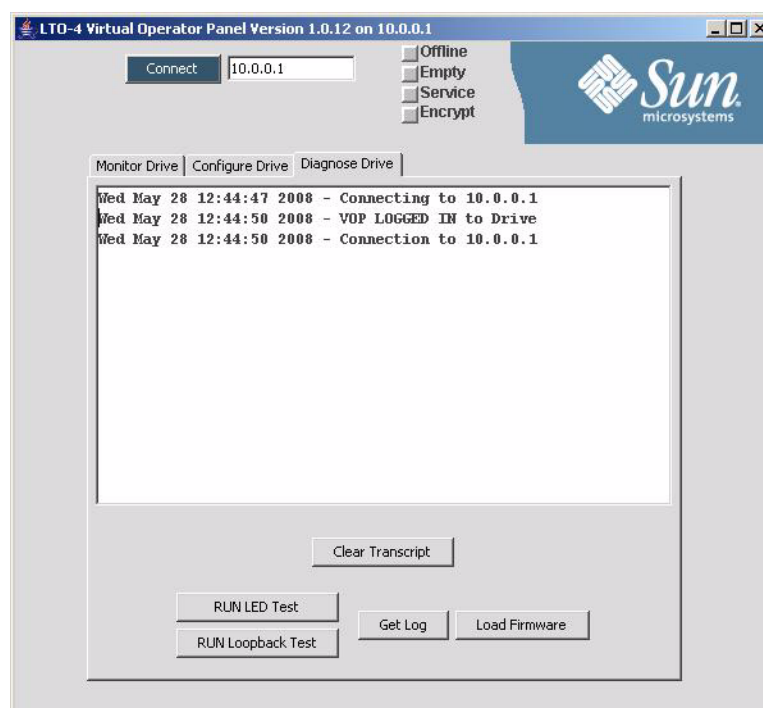 LTO-4 Virtual Operator Panel Version 1.0.12 on 10.0.0.1
Connect 10.0.0.1
Offline
Empty
Service
Encrypt
Sun
microsystems
Monitor Drive Configure Drive Diagnose Drive
Wed May 28 12:44:47 2008 - Connecting to 10.0.0.1
Wed May 28 12:44:50 2008 - VOP LOGGED IN to Drive
Wed May 28 12:44:50 2008 - Connection to 10.0.0.1
Clear Transcript
RUN LED Test
Get Log Load Firmware
RUN Loopback Test